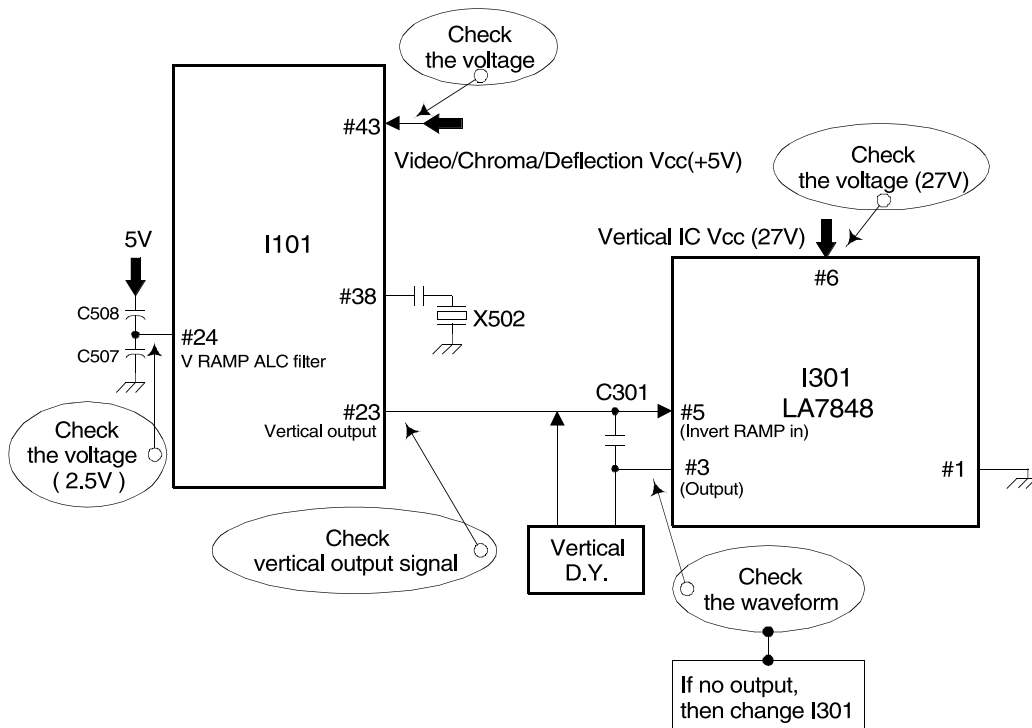 Check
the voltage
#43
Video/Chroma/Deflection Vcc(+5V)
Check
the voltage (27V)
5V
I101
Vertical IC Vcc (27V)
#6
C508
#38
X502
#24
C507
V RAMP ALC filter
I301
LA7848
C301
#23
Vertical output
#5
(Invert RAMP in)
Check
the voltage
( 2.5V )
#3
(Output)
#1
Check
vertical output signal
Vertical
D.Y.
Check
the waveform
If no output,
then change I301